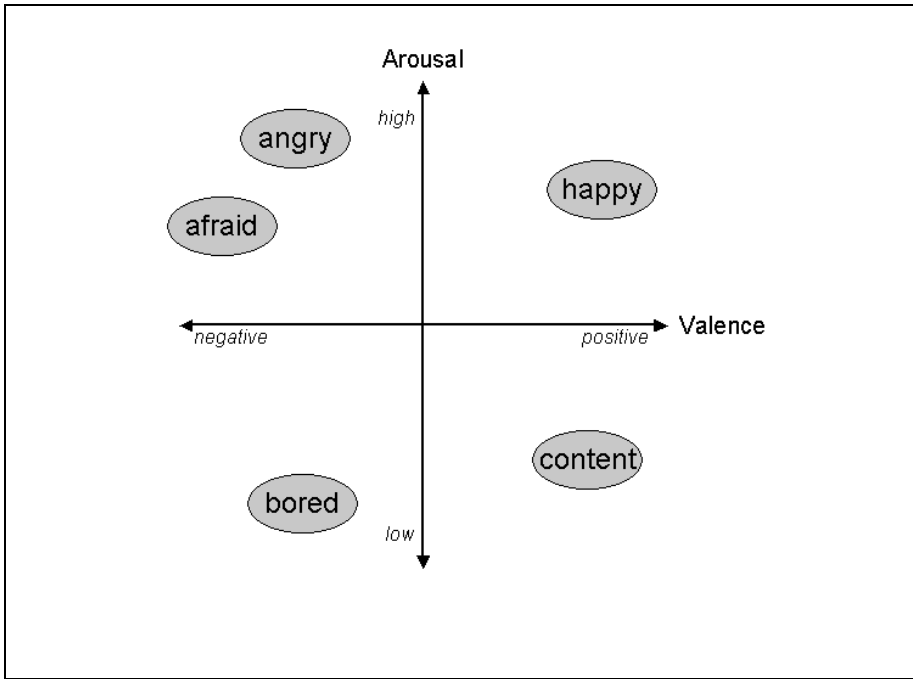 Arousal
high
angry
happy
afraid
Valence
negative
positive
content
bored
low